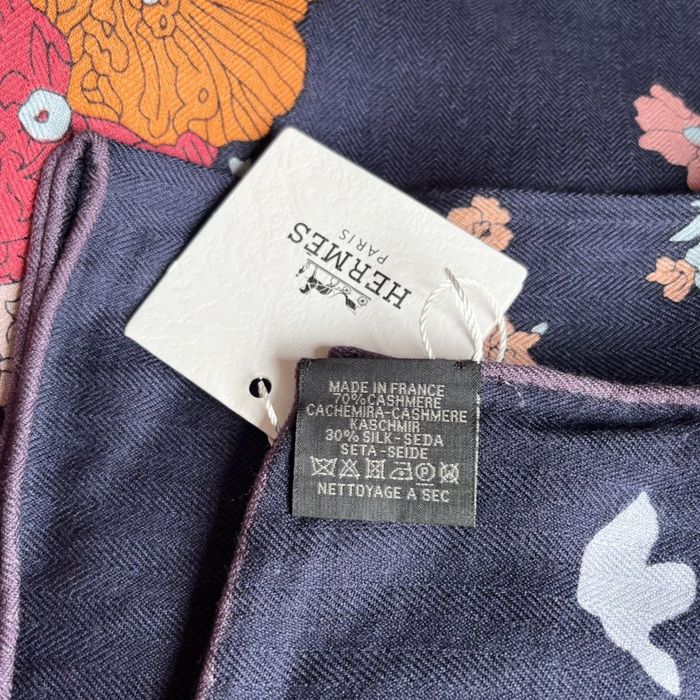 HERMES
PARIS
MADE IN FRANCE
70%CASHMERE
CACHEMIRA-CASHMERE
KASCHMIR
30% SILK-SEDA
SETA-SEIDE
P
NETTOYAGE A SEC